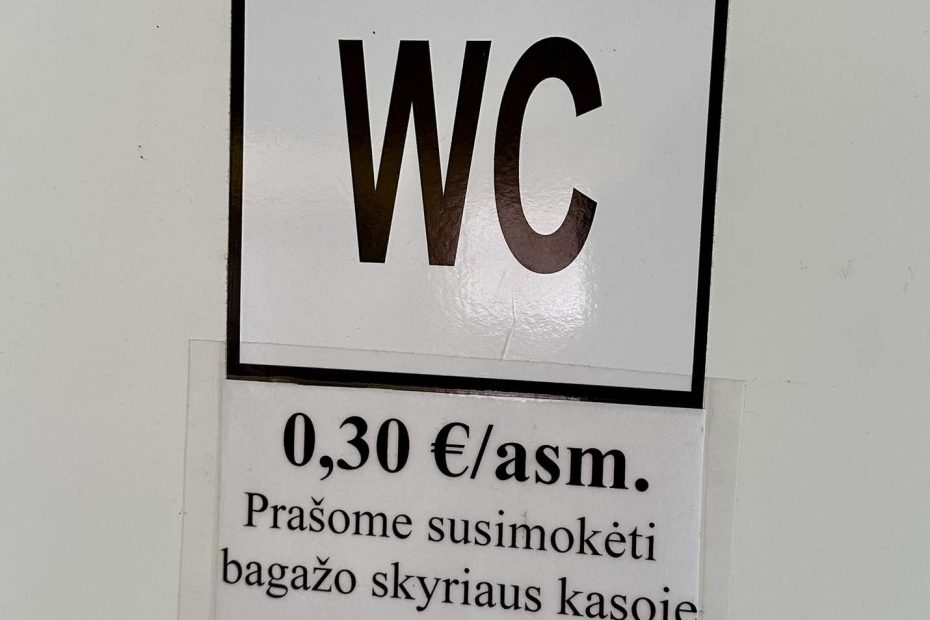 WC
0,30 €/asm.
Prašome susimokėti
bagažo skyriaus kasoje